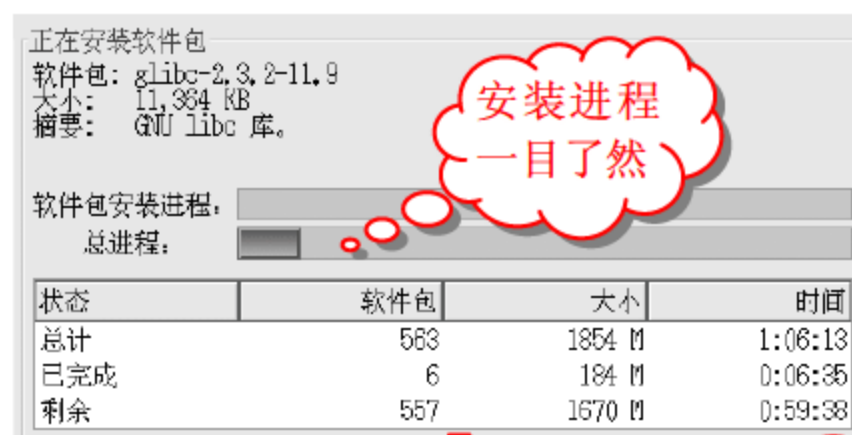 正在安装软件包
软件包: glibc-2.3.2-11.9
大小: 11,364 KB
摘要: GNU libc 库。
安装进程
一目了然
软件包安装进程:
总进程:
状态 软件包 大小 时间
总计 563 1854 M 1:06:13
已完成 6 184 M 0:06:35
剩余 557 1670 M 0:59:38